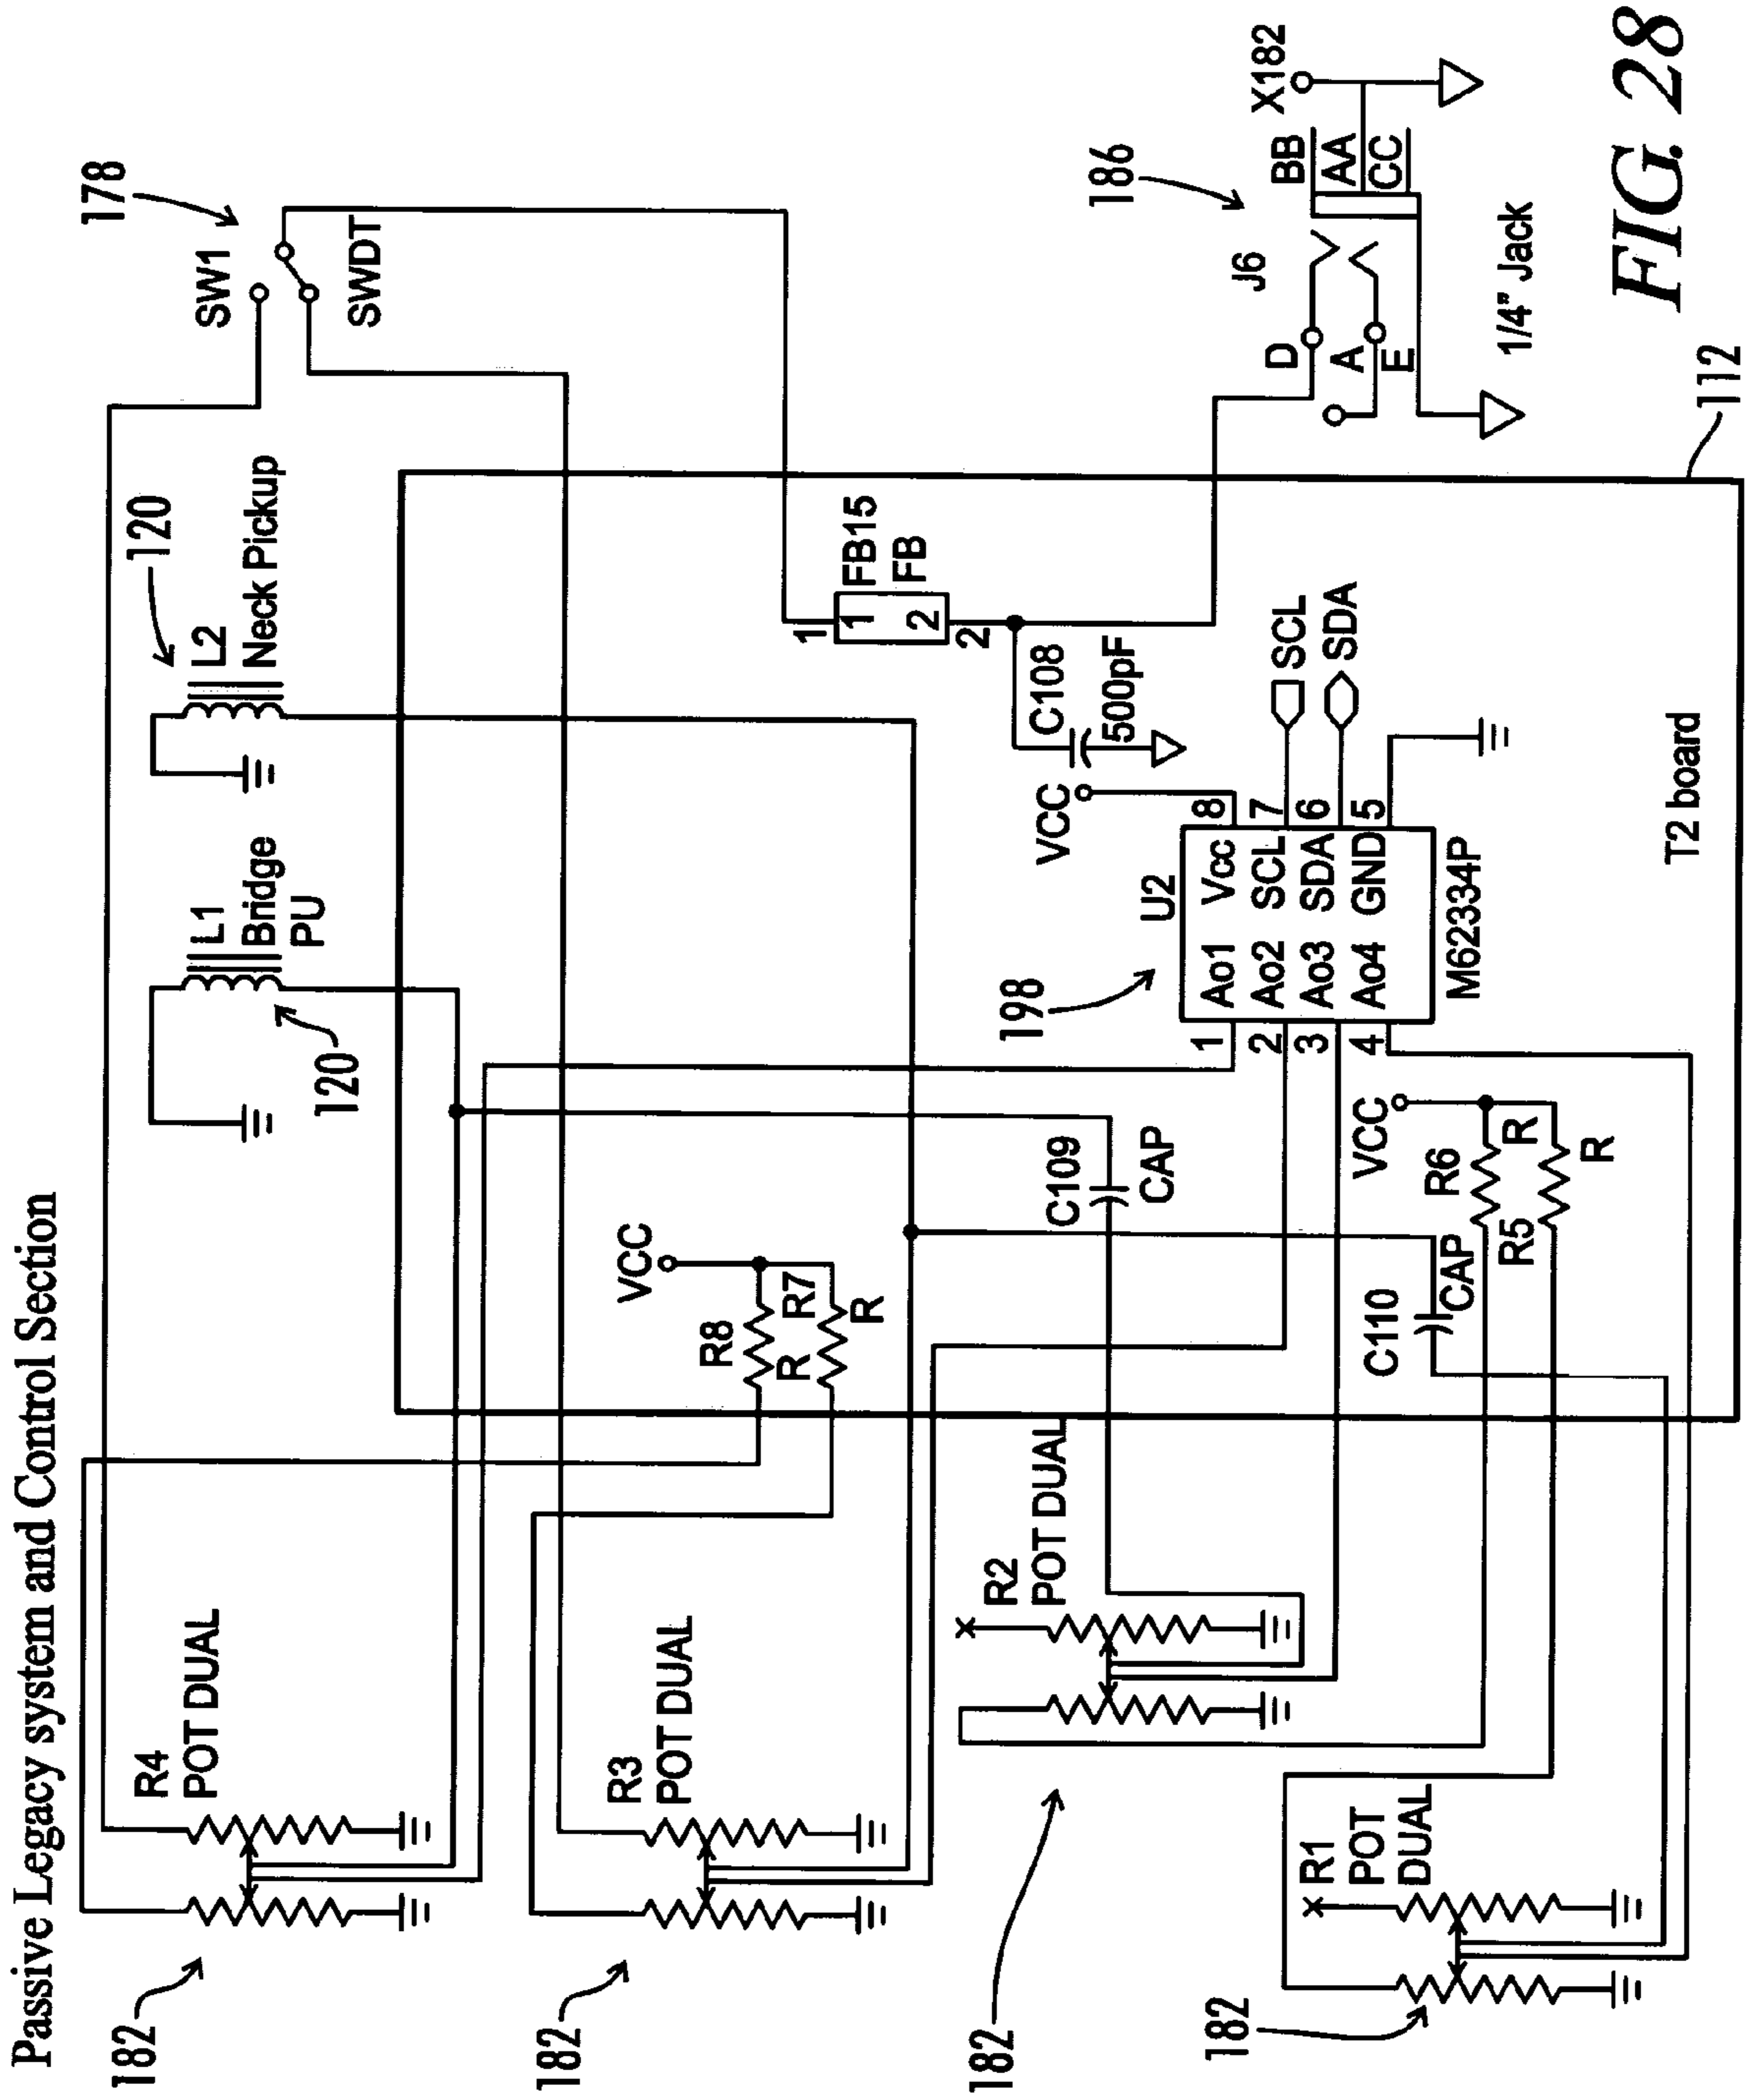 Passive Legacy system and Control Section
182
R4
POT DUAL
120
L1
Bridge
PU
120
L2
Neck Pickup
178
SW1
SWDT
182
R3
POT DUAL
VCC
R8
R
R7
R
1
1
FB15
FB
2
2
182
R2
POT DUAL
C109
CAP
198
U2
VCC
C108
500pF
1
Ao1
Vcc
8
2
Ao2
SCL
7
SCL
3
Ao3
SDA
6
SDA
4
Ao4
GND
5
M62334P
186
J6
D
A
E
BB
AA
CC
X182
1/4" Jack
182
R1
POT
DUAL
C110
CAP
VCC
R6
R
R5
R
T2 board
112
FIG. 28